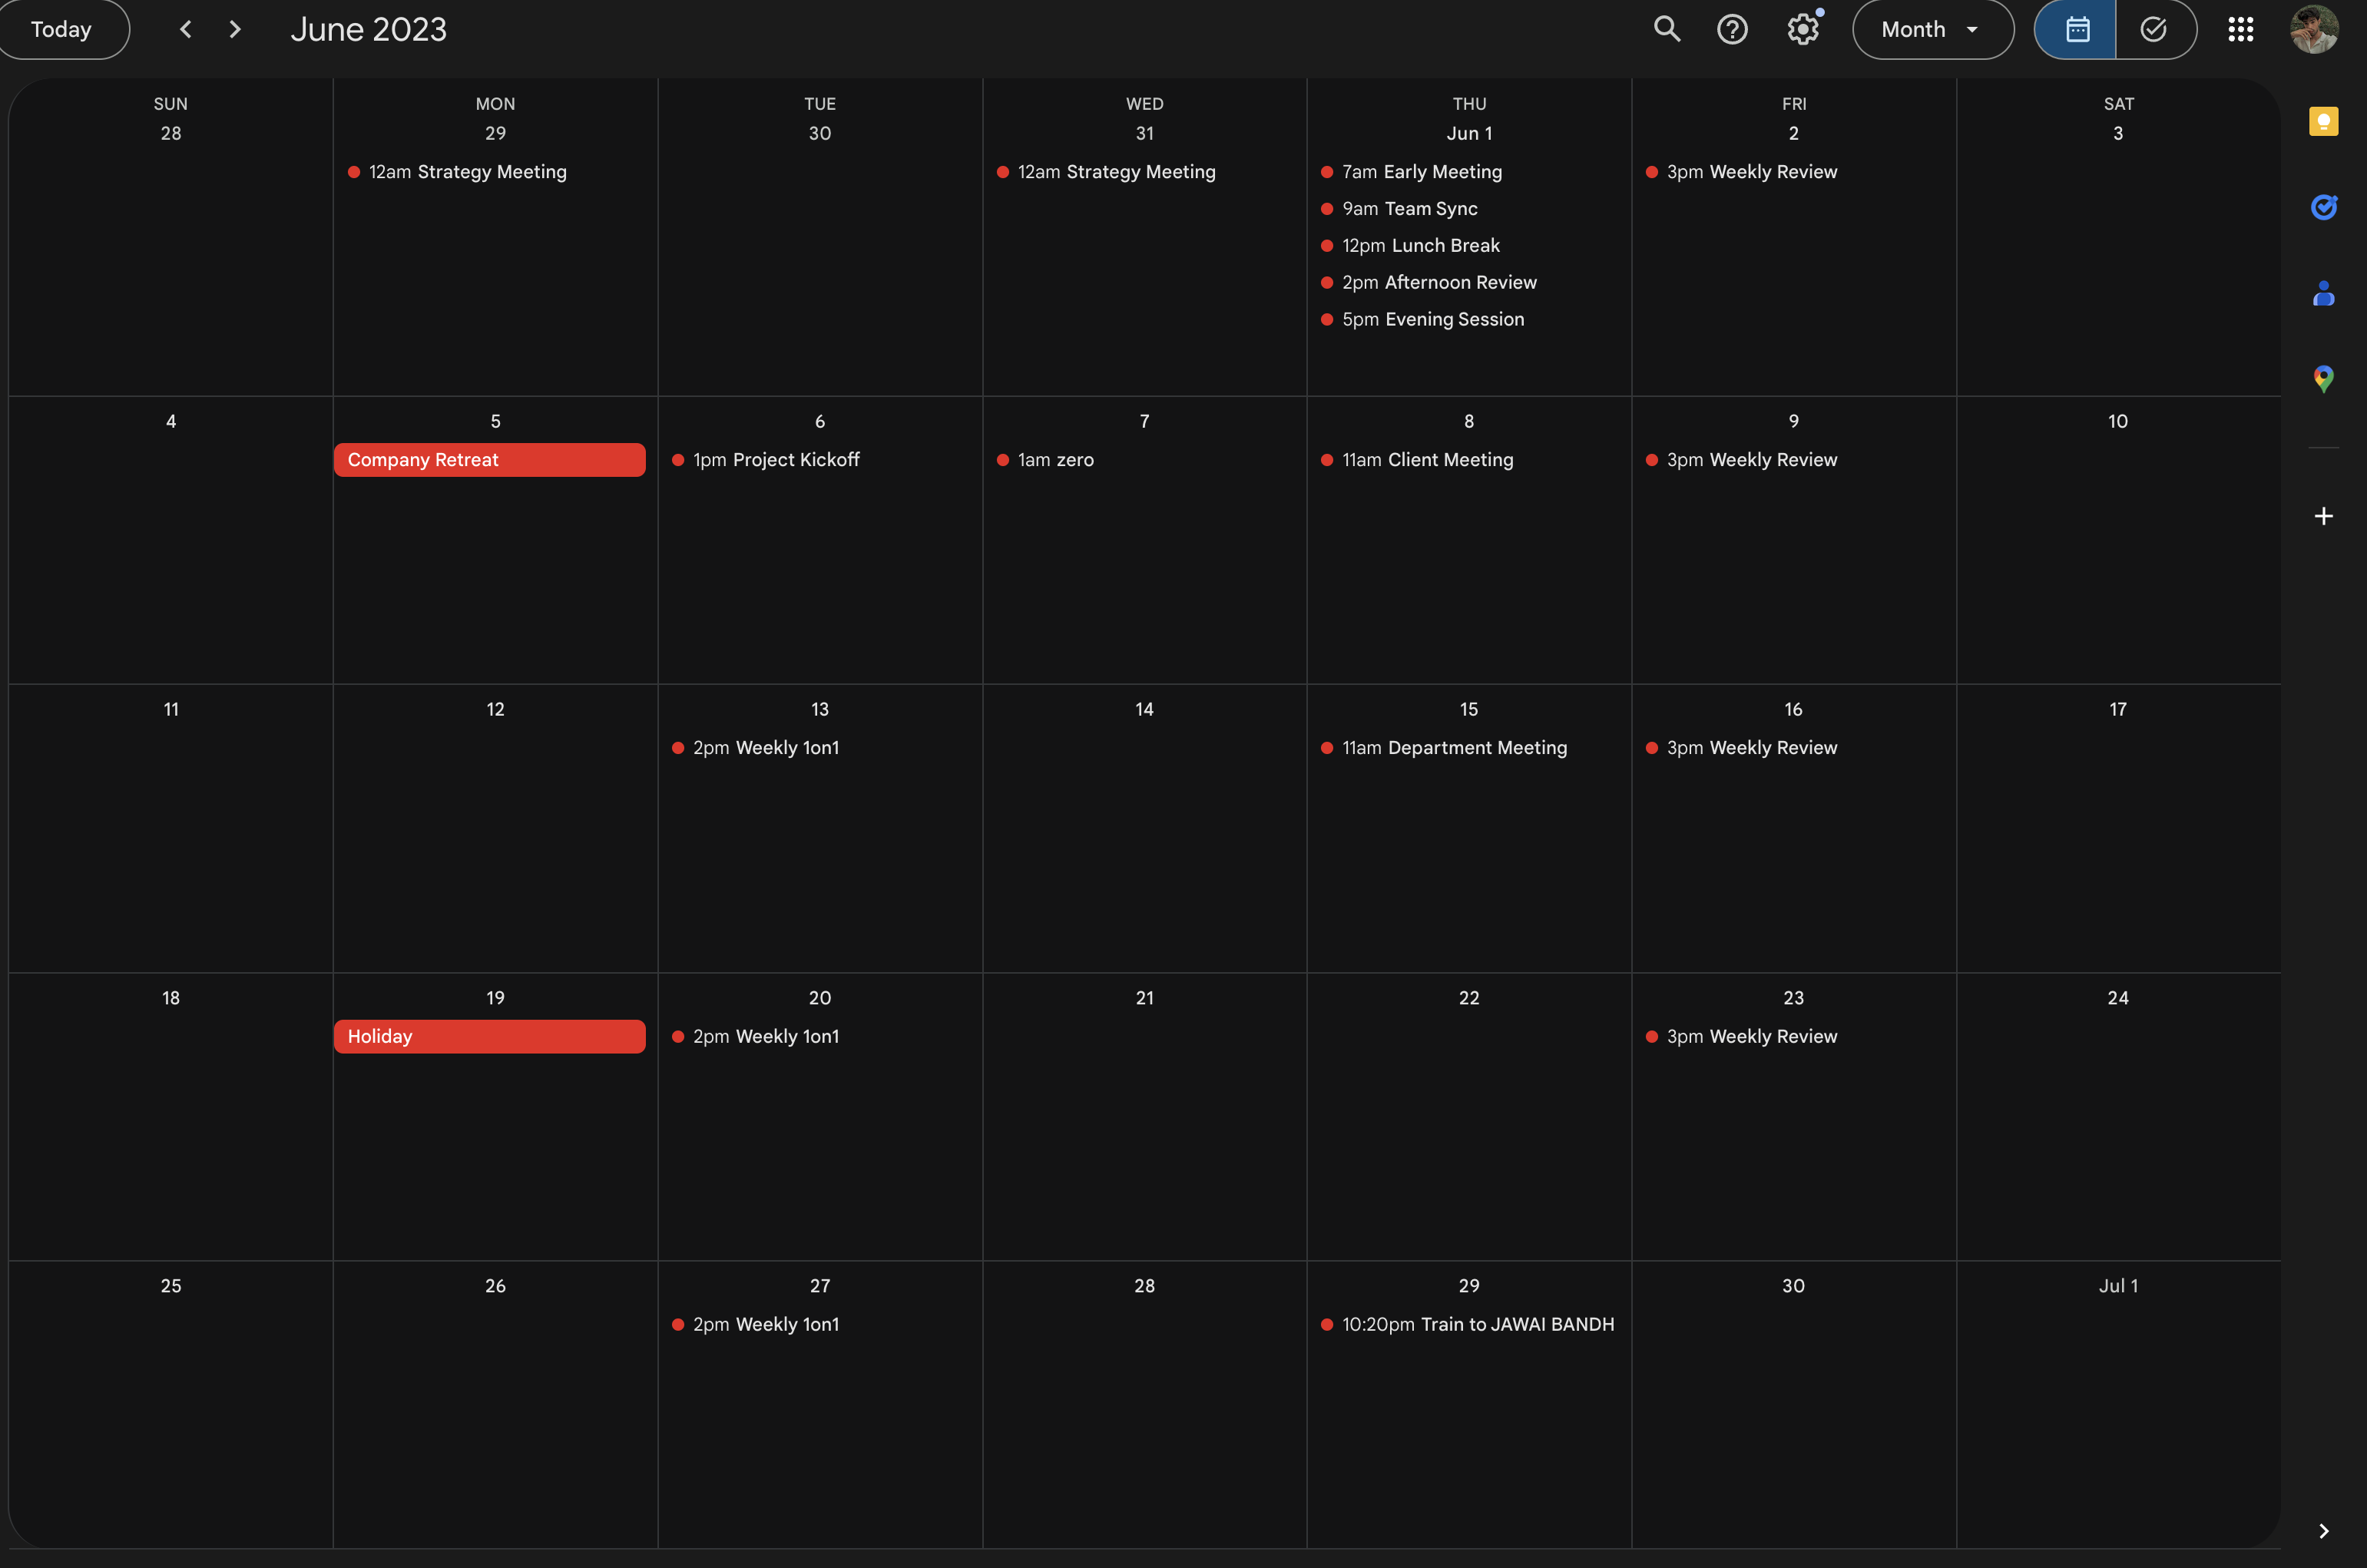 Today
June 2023
Month
SUN
MON
TUE
WED
THU
FRI
SAT
28
29
30
31
Jun 1
2
3
12am Strategy Meeting
12am Strategy Meeting
7am Early Meeting
9am Team Sync
12pm Lunch Break
2pm Afternoon Review
5pm Evening Session
3pm Weekly Review
4
5
6
7
8
9
10
Company Retreat
1pm Project Kickoff
1am zero
11am Client Meeting
3pm Weekly Review
11
12
13
14
15
16
17
2pm Weekly 1on1
11am Department Meeting
3pm Weekly Review
18
19
20
21
22
23
24
Holiday
2pm Weekly 1on1
3pm Weekly Review
25
26
27
28
29
30
Jul 1
2pm Weekly 1on1
10:20pm Train to JAWAI BANDH